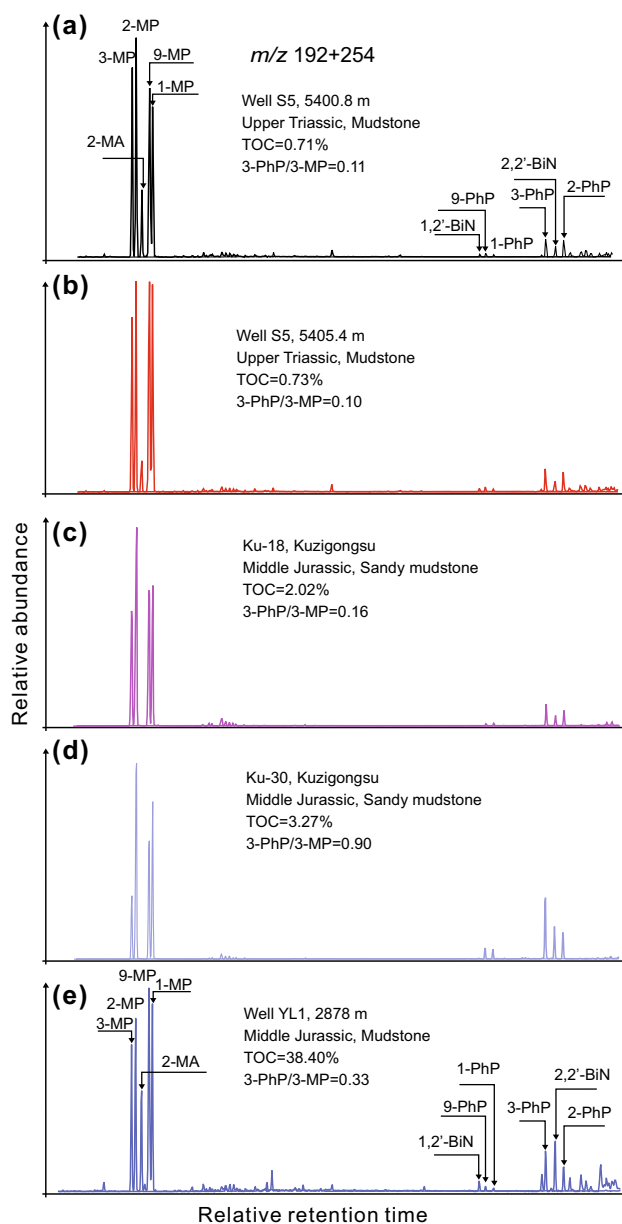 (a)
2-MP
3-MP
9-MP
1-MP
2-MA
m/z 192+254
Well S5, 5400.8 m
Upper Triassic, Mudstone
TOC=0.71%
3-PhP/3-MP=0.11
2,2'-BiN
9-PhP
3-PhP
2-PhP
1,2'-BiN
1-PhP
(b)
Well S5, 5405.4 m
Upper Triassic, Mudstone
TOC=0.73%
3-PhP/3-MP=0.10
(c)
Ku-18, Kuzigongsu
Middle Jurassic, Sandy mudstone
TOC=2.02%
3-PhP/3-MP=0.16
Relative abundance
(d)
Ku-30, Kuzigongsu
Middle Jurassic, Sandy mudstone
TOC=3.27%
3-PhP/3-MP=0.90
(e)
9-MP
1-MP
2-MP
3-MP
2-MA
Well YL1, 2878 m
Middle Jurassic, Mudstone
TOC=38.40%
3-PhP/3-MP=0.33
1-PhP
2,2'-BiN
9-PhP
3-PhP
2-PhP
1,2'-BiN
Relative retention time